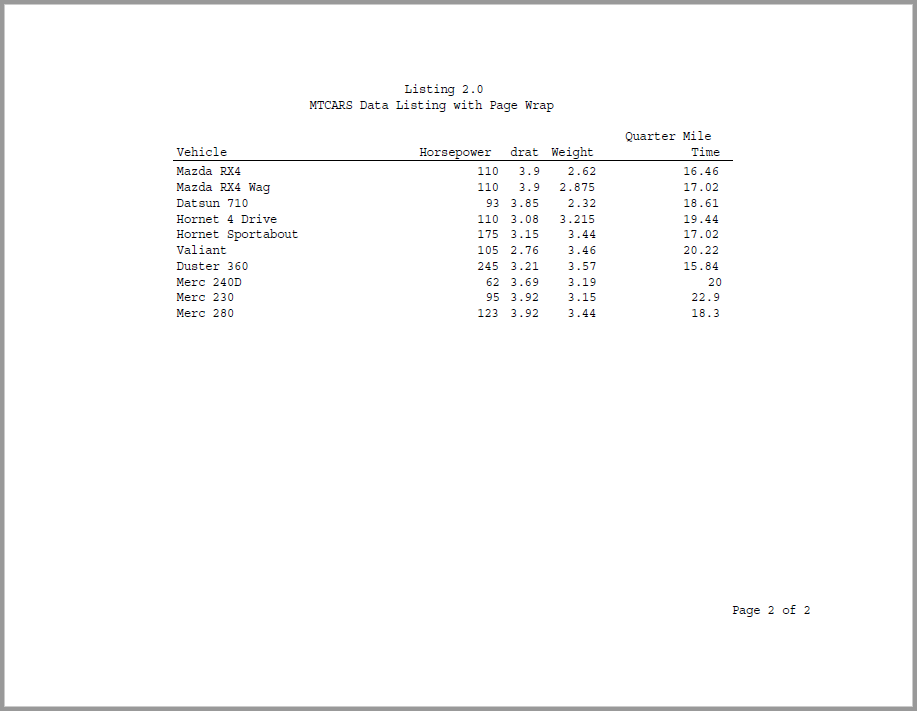 Listing 2.0
MTCARS Data Listing with Page Wrap
Quarter Mile
Vehicle Horsepower drat Weight Time
Mazda RX4 110 3.9 2.62 16.46
Mazda RX4 Wag 110 3.9 2.875 17.02
Datsun 710 93 3.85 2.32 18.61
Hornet 4 Drive 110 3.08 3.215 19.44
Hornet Sportabout 175 3.15 3.44 17.02
Valiant 105 2.76 3.46 20.22
Duster 360 245 3.21 3.57 15.84
Merc 240D 62 3.69 3.19 20
Merc 230 95 3.92 3.15 22.9
Merc 280 123 3.92 3.44 18.3
Page 2 of 2